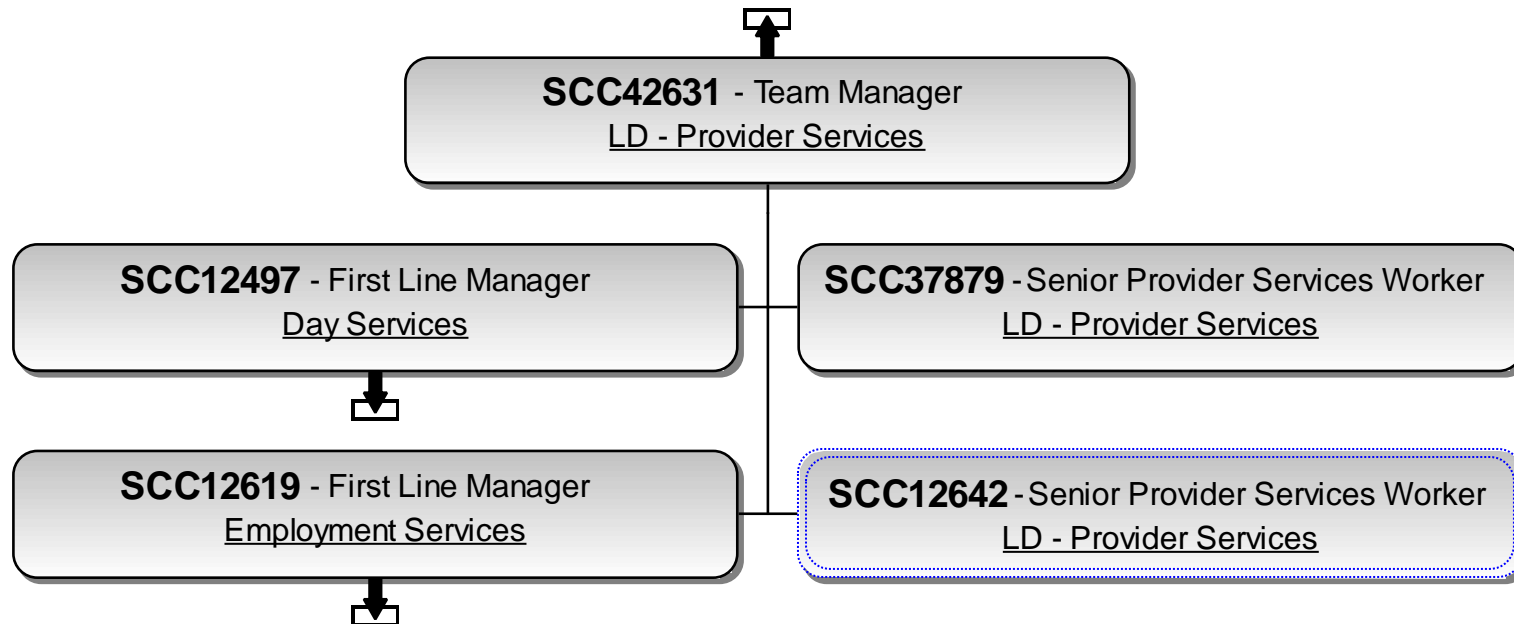 SCC42631 - Team Manager
LD - Provider Services
SCC12497 - First Line Manager
Day Services
SCC37879 - Senior Provider Services Worker
LD - Provider Services
SCC12619 - First Line Manager
Employment Services
SCC12642 - Senior Provider Services Worker
LD - Provider Services